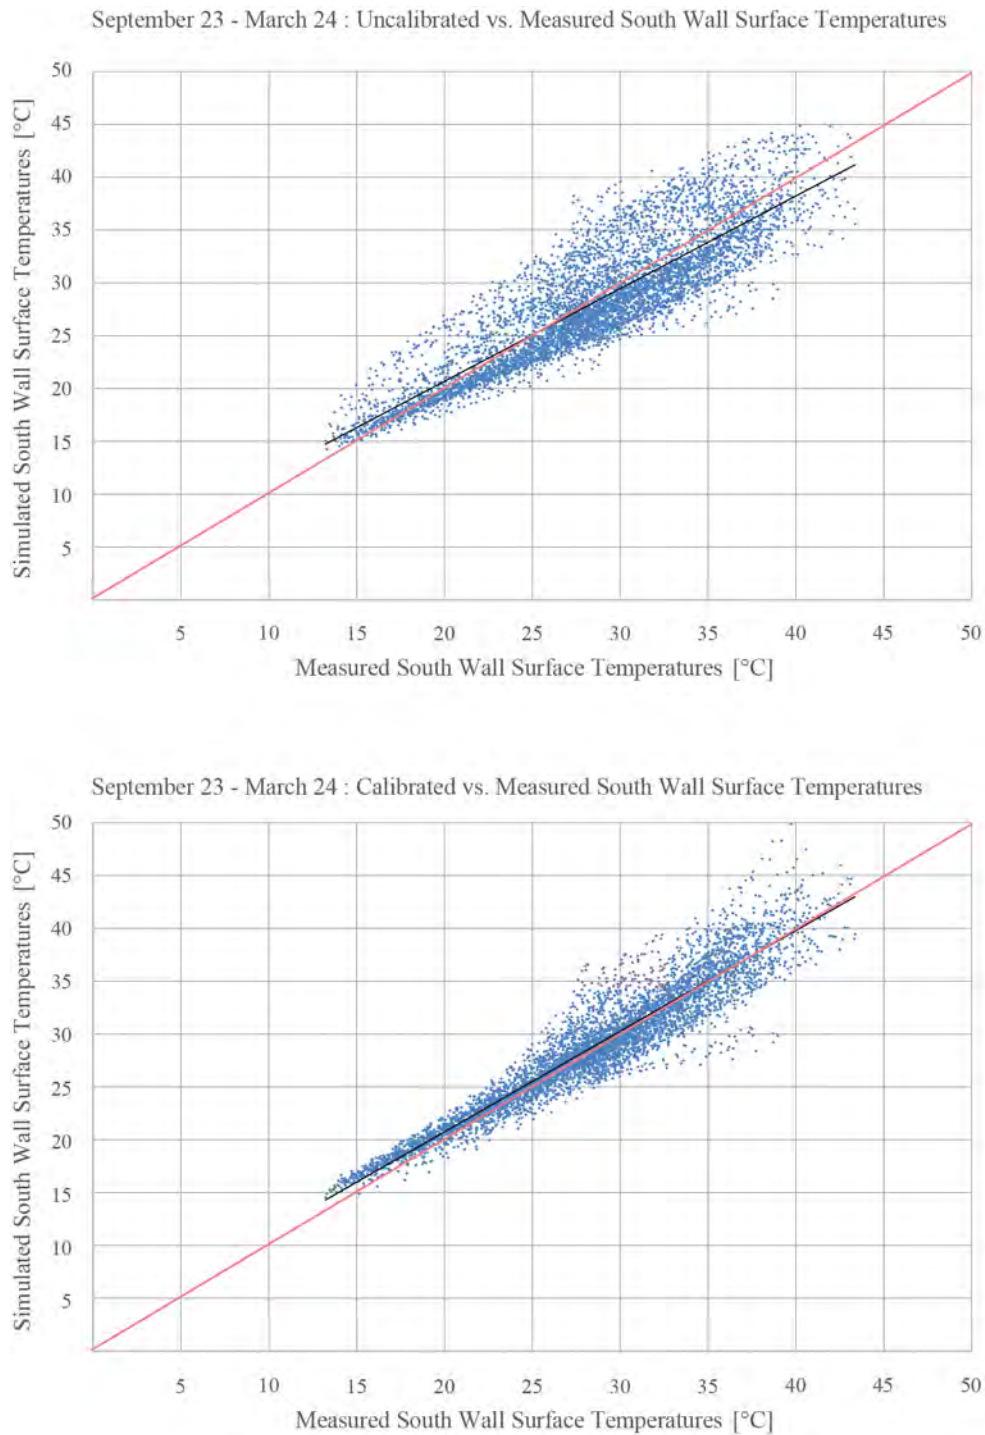 September 23 - March 24 : Uncalibrated vs. Measured South Wall Surface Temperatures
Simulated South Wall Surface Temperatures [°C]
50
45
40
35
30
25
20
15
10
5
5 10 15 20 25 30 35 40 45 50
Measured South Wall Surface Temperatures [°C]
September 23 - March 24 : Calibrated vs. Measured South Wall Surface Temperatures
Simulated South Wall Surface Temperatures [°C]
50
45
40
35
30
25
20
15
10
5
5 10 15 20 25 30 35 40 45 50
Measured South Wall Surface Temperatures [°C]